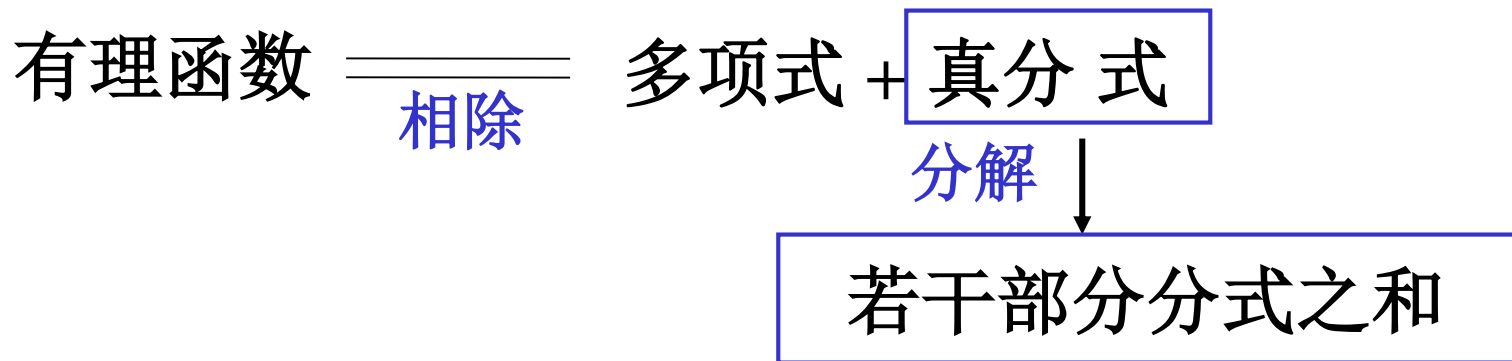 有理函数 多项式 + 真分 式
相除
分解
若干部分分式之和